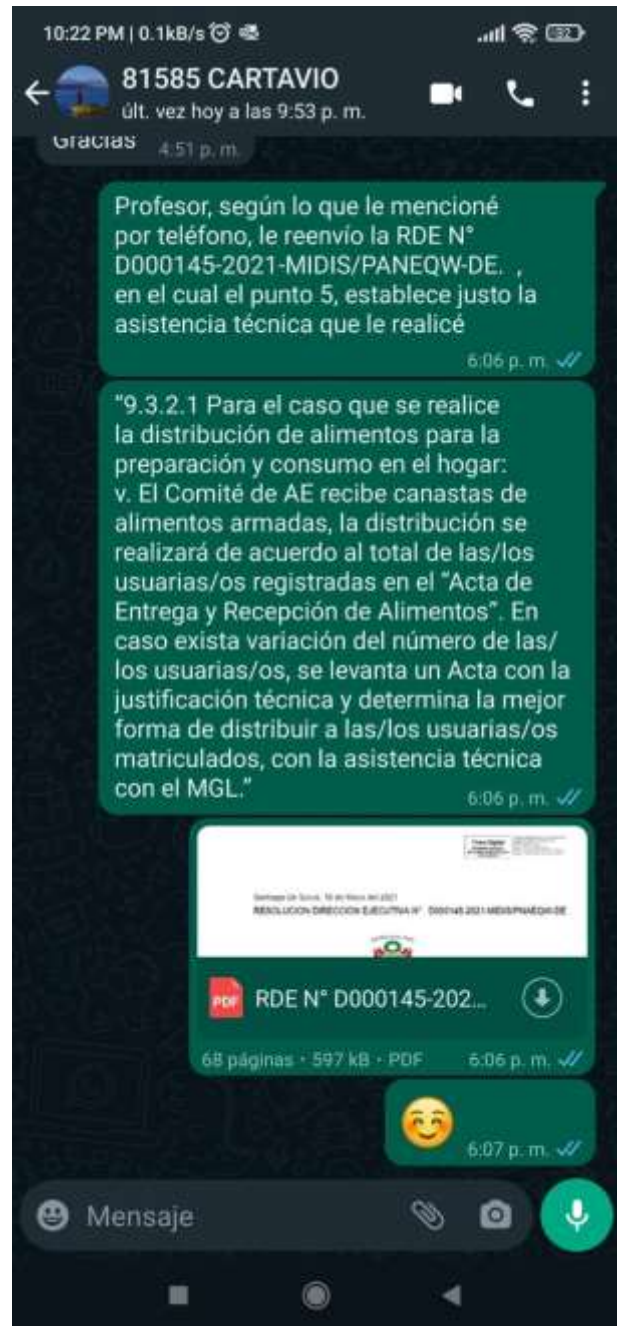 10:22 PM | 0.1kB/s
32
81585 CARTAVIO
últ. vez hoy a las 9:53 p. m.
Gracias 4:51 p. m.
Profesor, según lo que le mencioné
por teléfono, le reenvío la RDE N°
D000145-2021-MIDIS/PANEQW-DE. ,
en el cual el punto 5, establece justo la
asistencia técnica que le realicé
6:06 p. m.
"9.3.2.1 Para el caso que se realice
la distribución de alimentos para la
preparación y consumo en el hogar:
v. El Comité de AE recibe canastas de
alimentos armadas, la distribución se
realizará de acuerdo al total de las/los
usuarias/os registradas en el "Acta de
Entrega y Recepción de Alimentos". En
caso exista variación del número de las/
los usuarias/os, se levanta un Acta con la
justificación técnica y determina la mejor
forma de distribuir a las/los usuarias/os
matriculados, con la asistencia técnica
con el MGL."
6:06 p. m.
RESOLUCION DIRECCION EJECUTIVA N° D000145-2021-MIDIS/PNAEQW-DE
PDF RDE N° D000145-202...
68 páginas • 597 kB • PDF 6:06 p. m.
6:07 p. m.
Mensaje